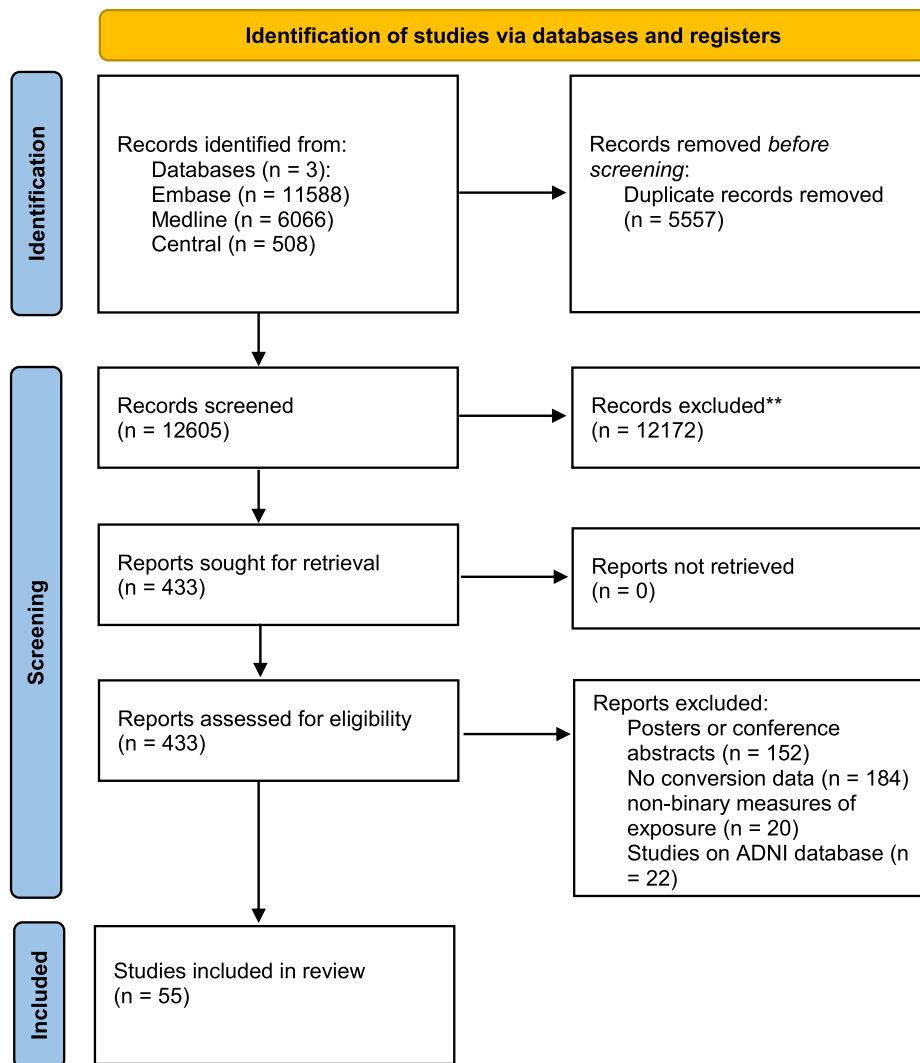 Identification of studies via databases and registers
Identification
Records identified from:
Databases (n = 3):
Embase (n = 11588)
Medline (n = 6066)
Central (n = 508)
Records removed before
screening:
Duplicate records removed
(n = 5557)
Screening
Records screened
(n = 12605)
Records excluded**
(n = 12172)
Reports sought for retrieval
(n = 433)
Reports not retrieved
(n = 0)
Reports assessed for eligibility
(n = 433)
Reports excluded:
Posters or conference
abstracts (n = 152)
No conversion data (n = 184)
non-binary measures of
exposure (n = 20)
Studies on ADNI database (n
= 22)
Included
Studies included in review
(n = 55)